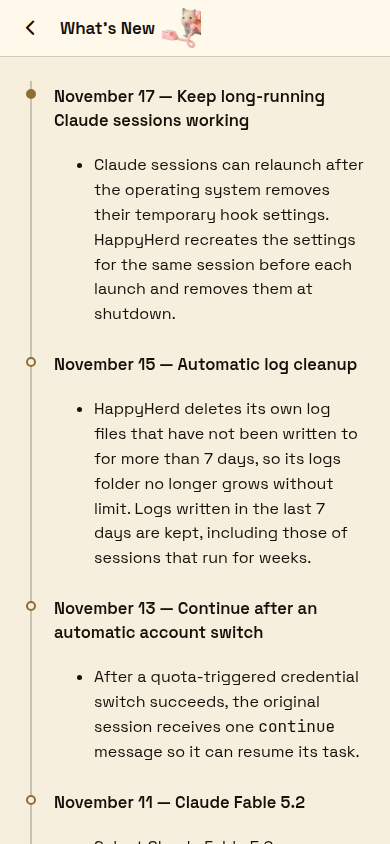 What's New
November 17 — Keep long-running
Claude sessions working
• Claude sessions can relaunch after
the operating system removes
their temporary hook settings.
HappyHerd recreates the settings
for the same session before each
launch and removes them at
shutdown.
November 15 — Automatic log cleanup
• HappyHerd deletes its own log
files that have not been written to
for more than 7 days, so its logs
folder no longer grows without
limit. Logs written in the last 7
days are kept, including those of
sessions that run for weeks.
November 13 — Continue after an
automatic account switch
• After a quota-triggered credential
switch succeeds, the original
session receives one continue
message so it can resume its task.
November 11 — Claude Fable 5.2